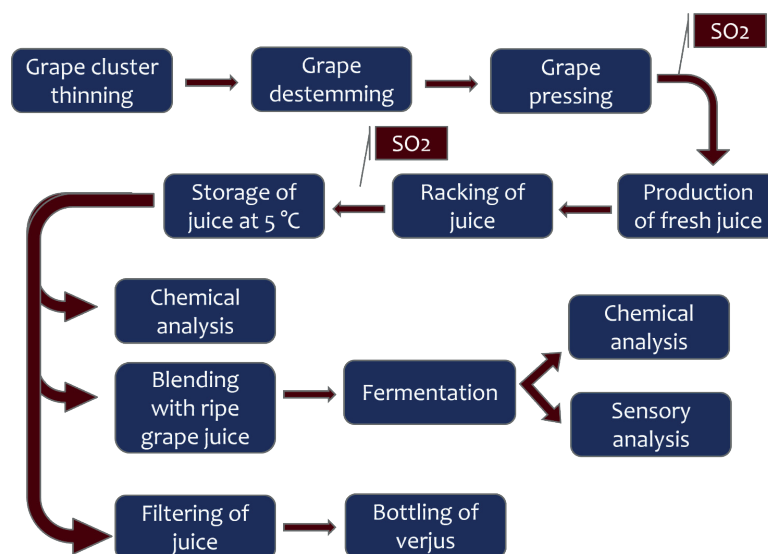 SO2
Grape cluster
thinning
Grape
destemming
Grape
pressing
SO2
Storage of
juice at 5 °C
Racking of
juice
Production
of fresh juice
Chemical
analysis
Blending
with ripe
grape juice
Fermentation
Chemical
analysis
Sensory
analysis
Filtering of
juice
Bottling of
verjus